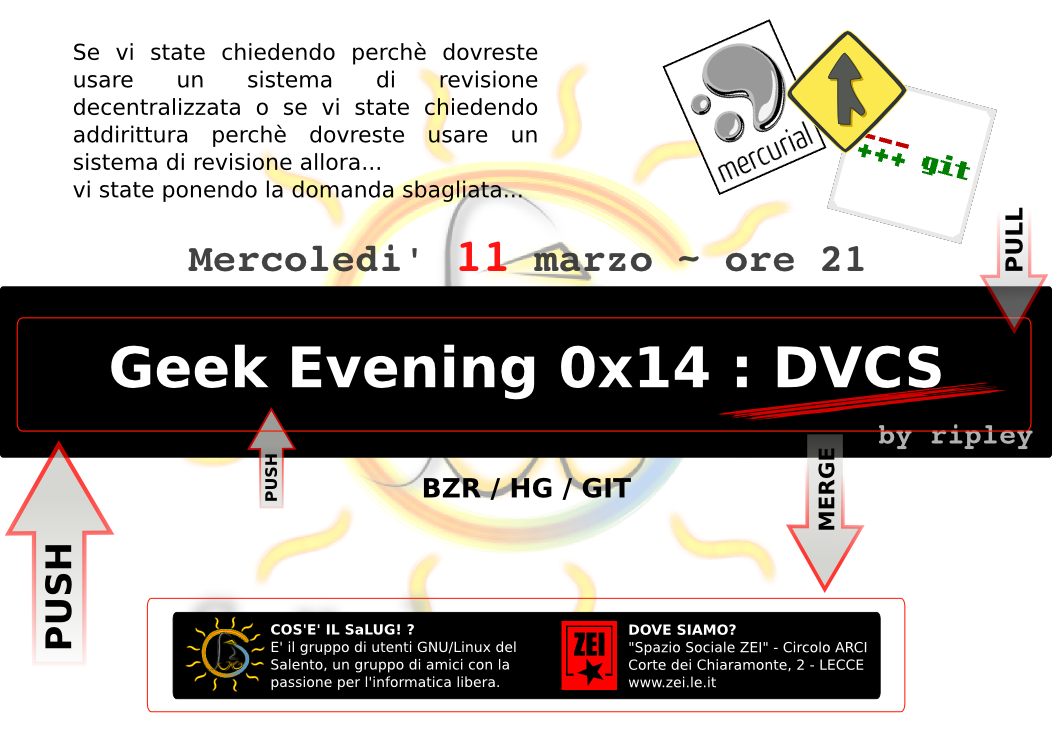 Se vi state chiedendo perchè dovreste
usare un sistema di revisione
decentralizzata o se vi state chiedendo
addirittura perchè dovreste usare un
sistema di revisione allora...
vi state ponendo la domanda sbagliata...
mercurial
--- 
+++ git
PULL
Mercoledi' 11 marzo ~ ore 21
Geek Evening 0x14 : DVCS
by ripley
PUSH
PUSH
MERGE
BZR / HG / GIT
COS'E' IL SaLUG! ?
E' il gruppo di utenti GNU/Linux del
Salento, un gruppo di amici con la
passione per l'informatica libera.
ZEI
DOVE SIAMO?
"Spazio Sociale ZEI" - Circolo ARCI
Corte dei Chiaramonte, 2 - LECCE
www.zei.le.it